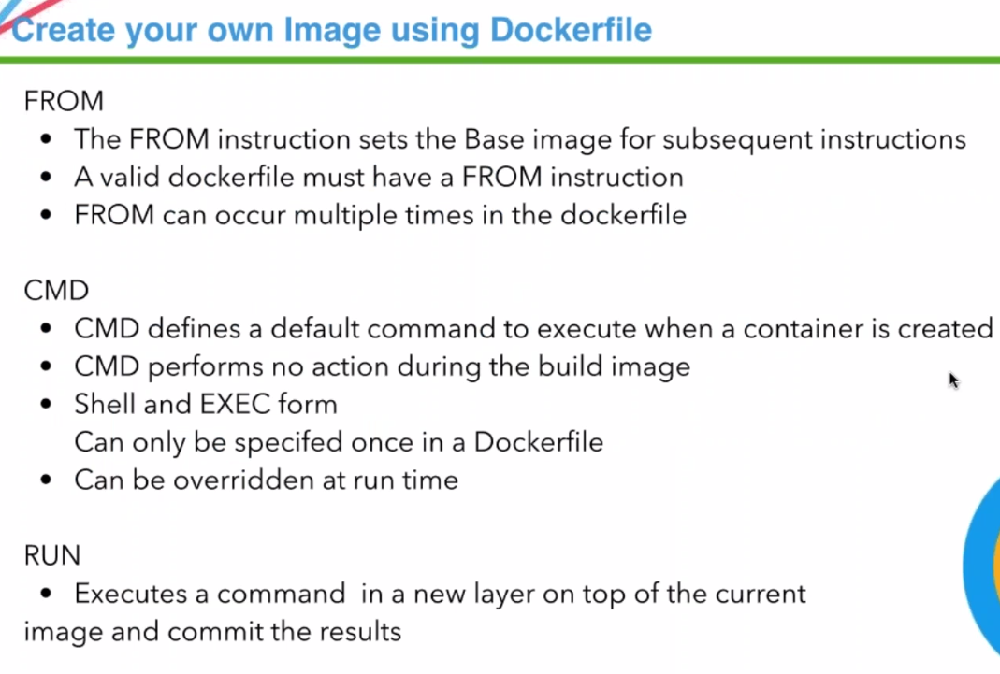 Create your own Image using Dockerfile
FROM
• The FROM instruction sets the Base image for subsequent instructions
• A valid dockerfile must have a FROM instruction
• FROM can occur multiple times in the dockerfile
CMD
• CMD defines a default command to execute when a container is created
• CMD performs no action during the build image
• Shell and EXEC form
Can only be specifed once in a Dockerfile
• Can be overridden at run time
RUN
• Executes a command  in a new layer on top of the current
image and commit the results